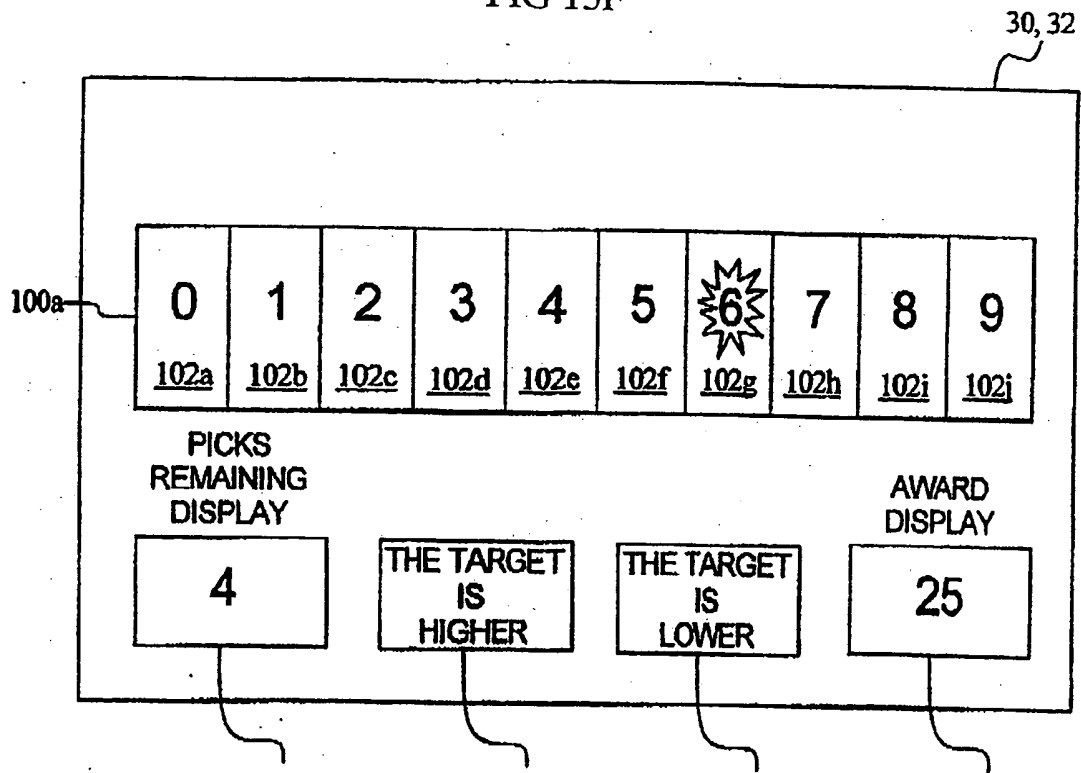 FIG 13F
30, 32
100a
0 1 2 3 4 5 6 7 8 9
102a 102b 102c 102d 102e 102f 102g 102h 102i 102j
PICKS
REMAINING
DISPLAY
4
THE TARGET
IS
HIGHER
THE TARGET
IS
LOWER
AWARD
DISPLAY
25